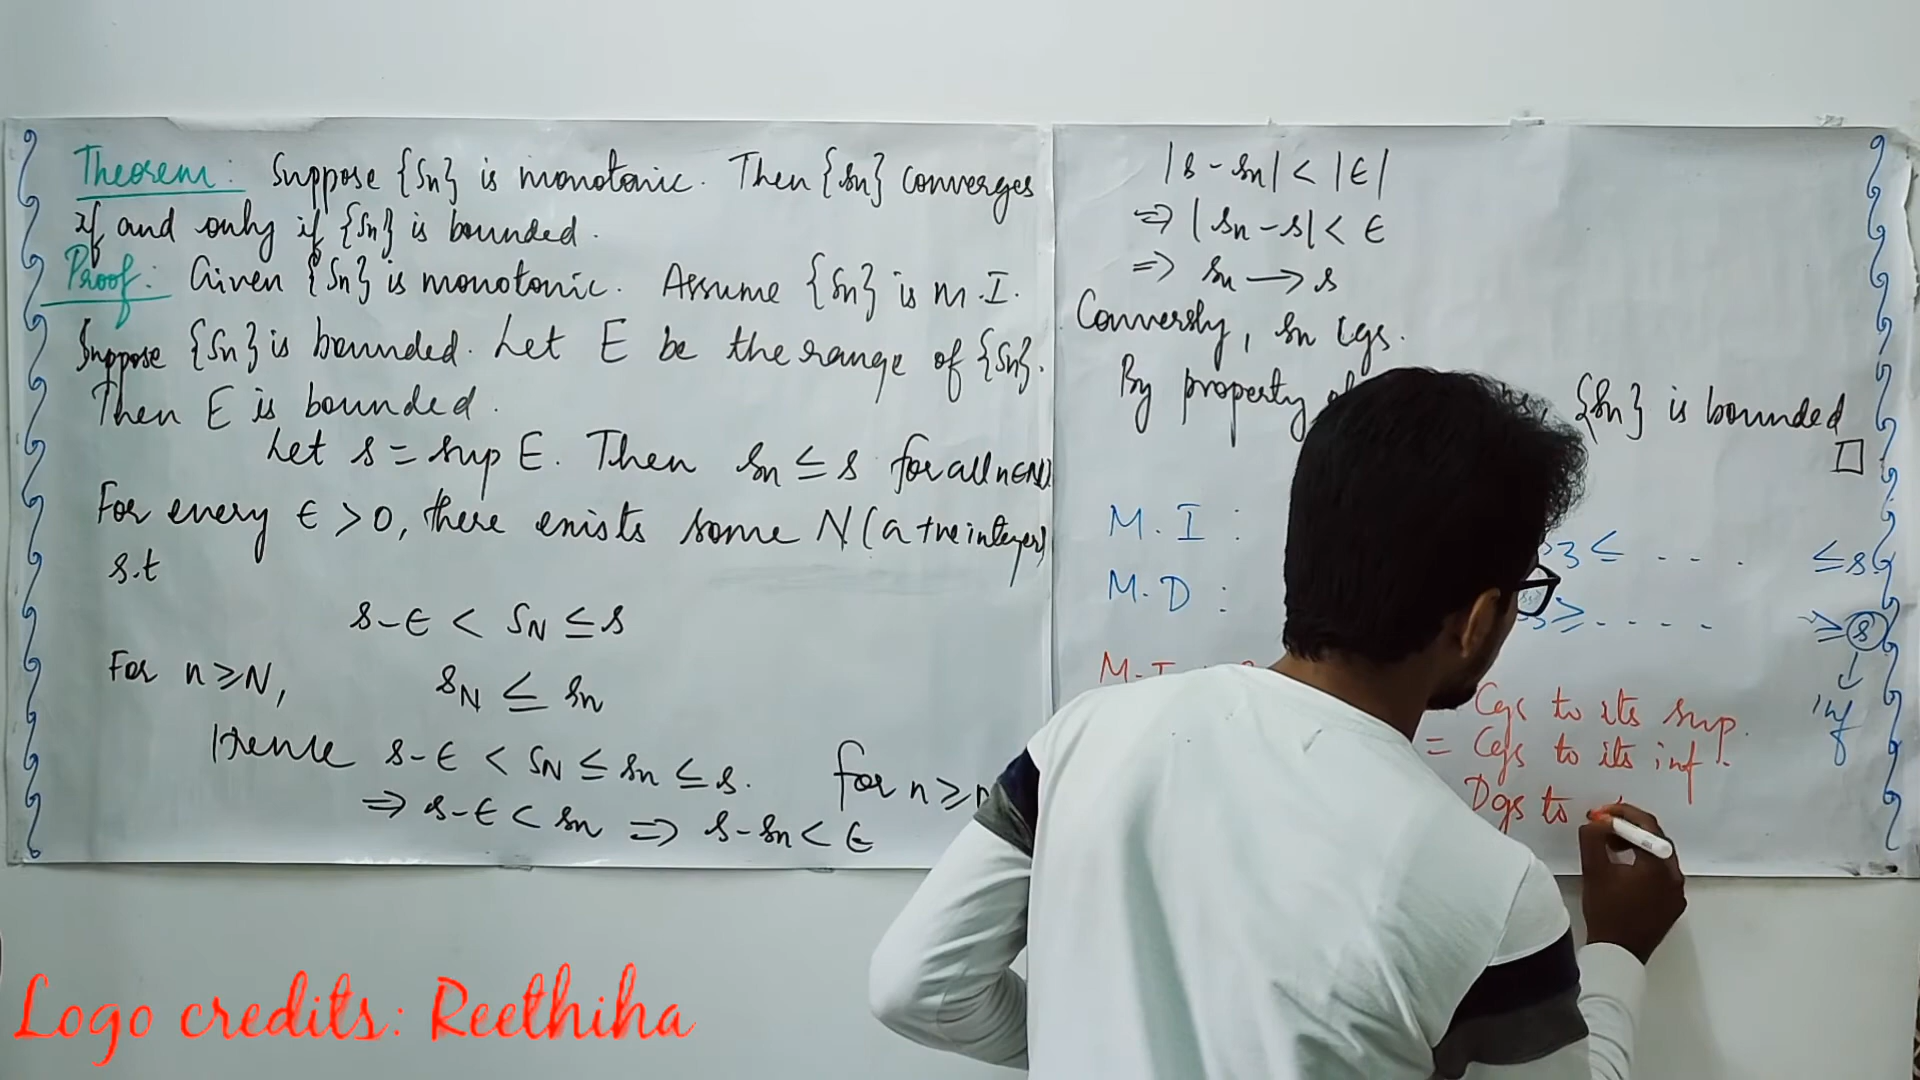 Theorem: Suppose {Sn} is monotonic. Then {Sn} converges
if and only if {Sn} is bounded.
Proof: Given {Sn} is monotonic. Assume {Sn} is M.I.
Suppose {Sn} is bounded. Let E be the range of {Sn}.
Then E is bounded.
Let s = sup E. Then sn ≤ s for all n∈N.
For every ϵ > 0, there exists some N (a +ve integer)
s.t
s-ϵ < SN ≤ s
For n ≥ N, sN ≤ sn
Hence s-ϵ < SN ≤ sn ≤ s. for n ≥
⇒ s-ϵ < sn ⇒ s-sn < ϵ
|s - sn| < |ϵ|
⇒ |sn - s| < ϵ
⇒ sn → s
Conversly, sn cgs.
By property {Sn} is bounded
□
M.I : ≤ ... ≤ s
M.D : ≥ .... ≥ s
inf
M.I Cgs to its sup.
= Cgs to its inf.
Dgs to
Logo credits: Reethiha